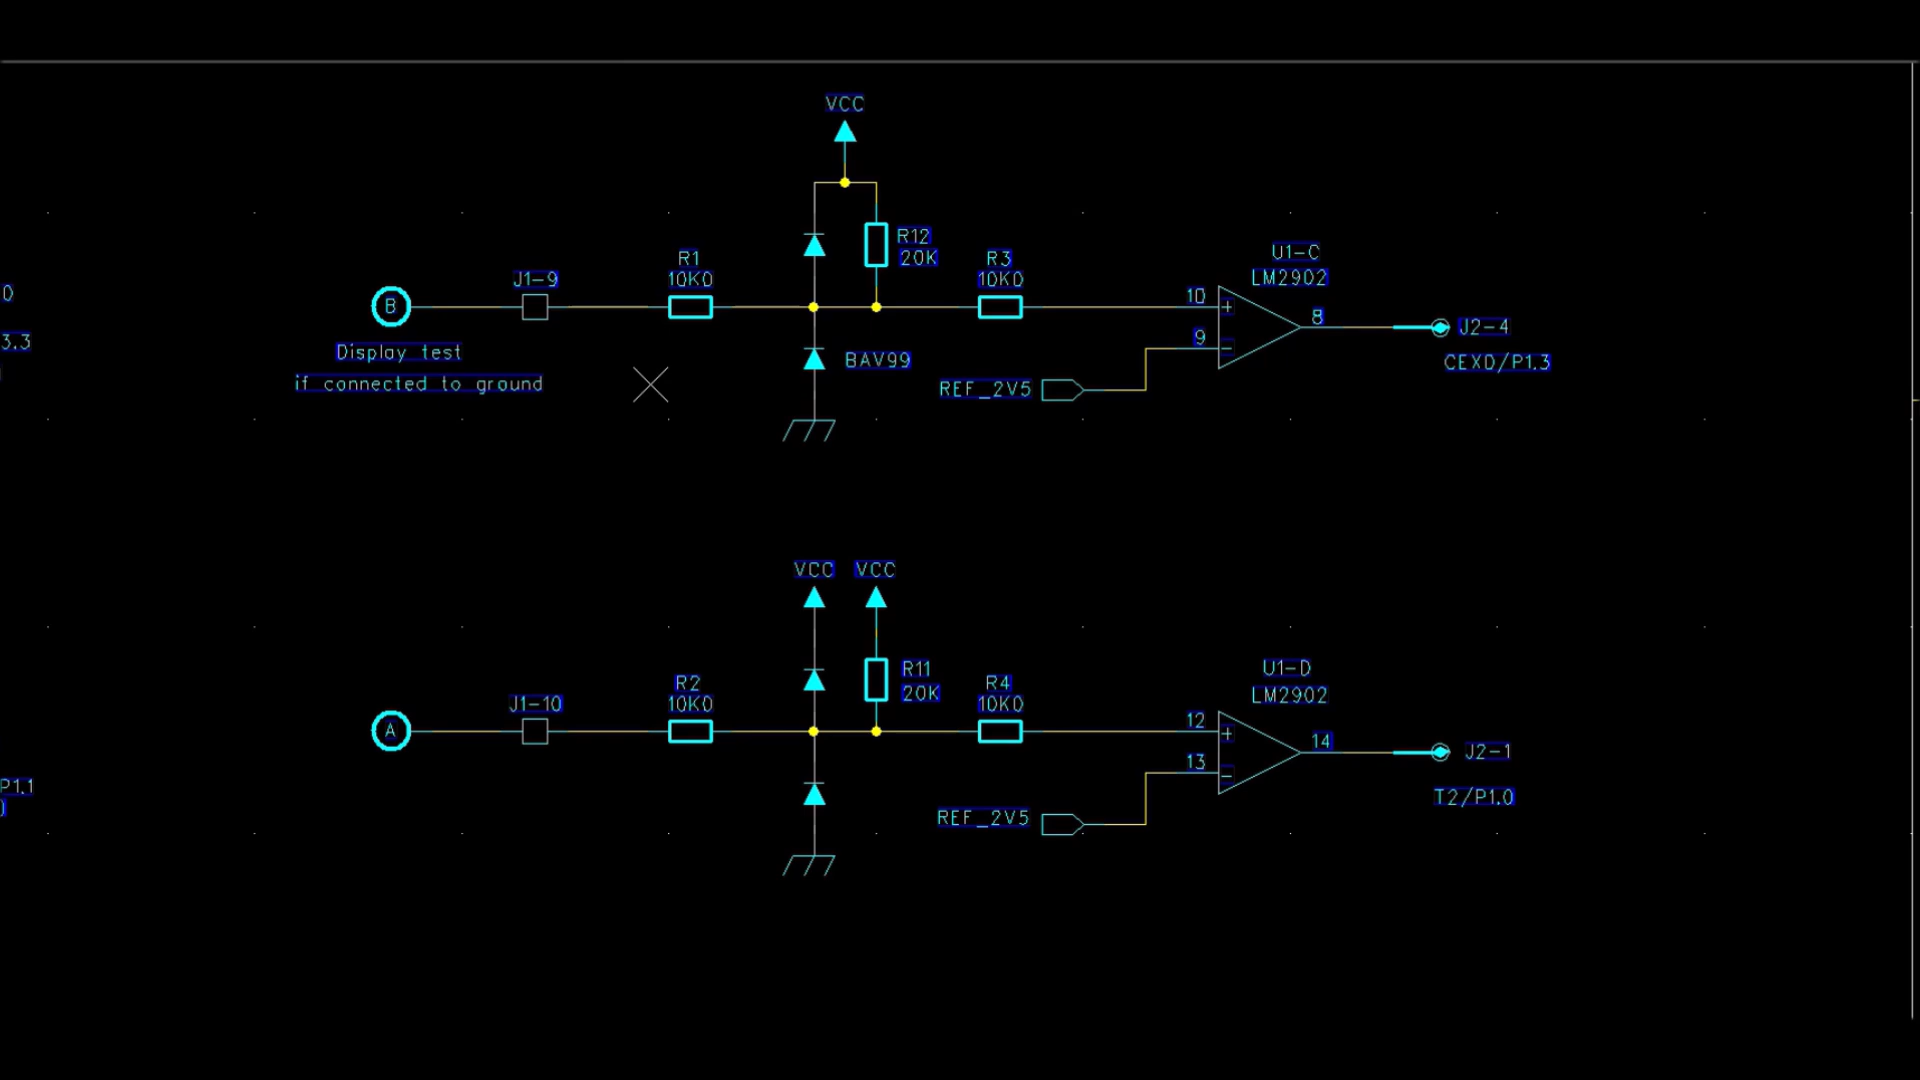 VCC
R12
20K
R1
10K0
R3
10K0
J1-9
B
Display test
if connected to ground
BAV99
REF_2V5
U1-C
LM2902
10
+
9
-
8
J2-4
CEX0/P1.3
0
3.3
VCC VCC
R11
20K
R2
10K0
R4
10K0
J1-10
A
REF_2V5
U1-D
LM2902
12
+
13
-
14
J2-1
T2/P1.0
P1.1